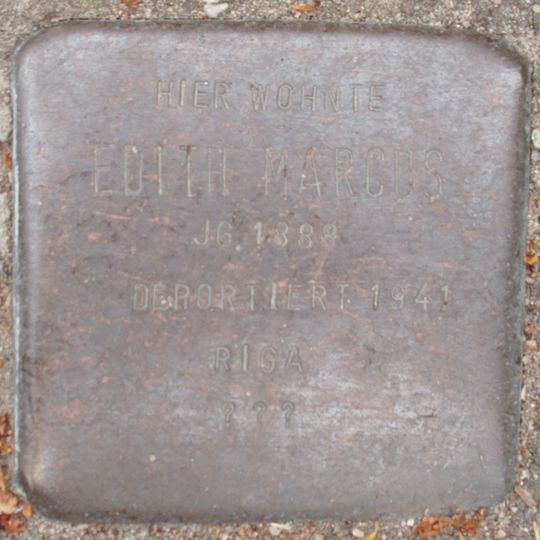 HIER WOHNTE
EDITH MARCUS
JG. 1888
DEPORTIERT 1941
RIGA
? ? ?